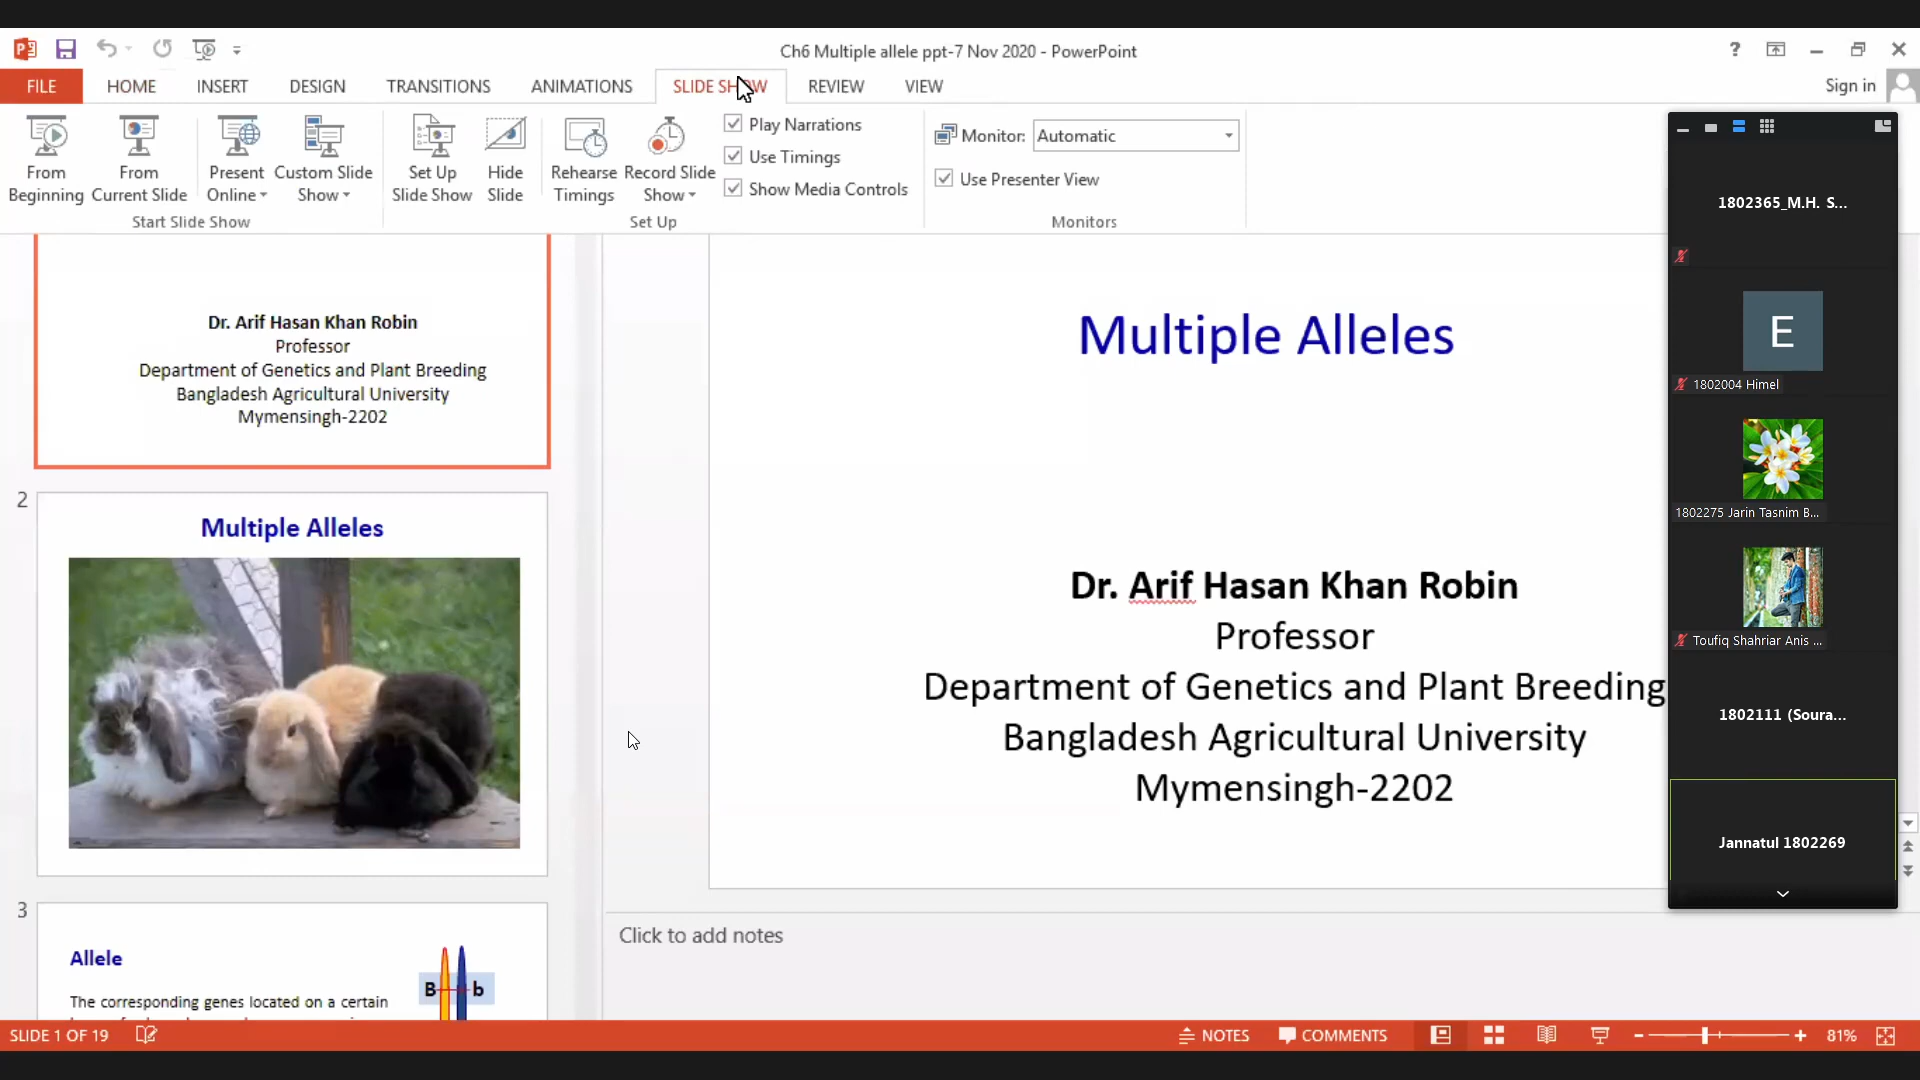 Ch6 Multiple allele ppt-7 Nov 2020 - PowerPoint
FILE HOME INSERT DESIGN TRANSITIONS ANIMATIONS SLIDE SHOW REVIEW VIEW
Sign in
From Beginning
From Current Slide
Present Online
Custom Slide Show
Start Slide Show
Set Up Slide Show
Hide Slide
Rehearse Timings
Record Slide Show
Play Narrations
Use Timings
Show Media Controls
Set Up
Monitor: Automatic
Use Presenter View
Monitors
Dr. Arif Hasan Khan Robin
Professor
Department of Genetics and Plant Breeding
Bangladesh Agricultural University
Mymensingh-2202
2
Multiple Alleles
3
Allele
The corresponding genes located on a certain
B b
Multiple Alleles
Dr. Arif Hasan Khan Robin
Professor
Department of Genetics and Plant Breeding
Bangladesh Agricultural University
Mymensingh-2202
Click to add notes
1802365_M.H. S...
E
1802004 Himel
1802275 Jarin Tasnim B...
Toufiq Shahriar Anis ...
1802111 (Soura...
Jannatul 1802269
SLIDE 1 OF 19
NOTES COMMENTS 81%